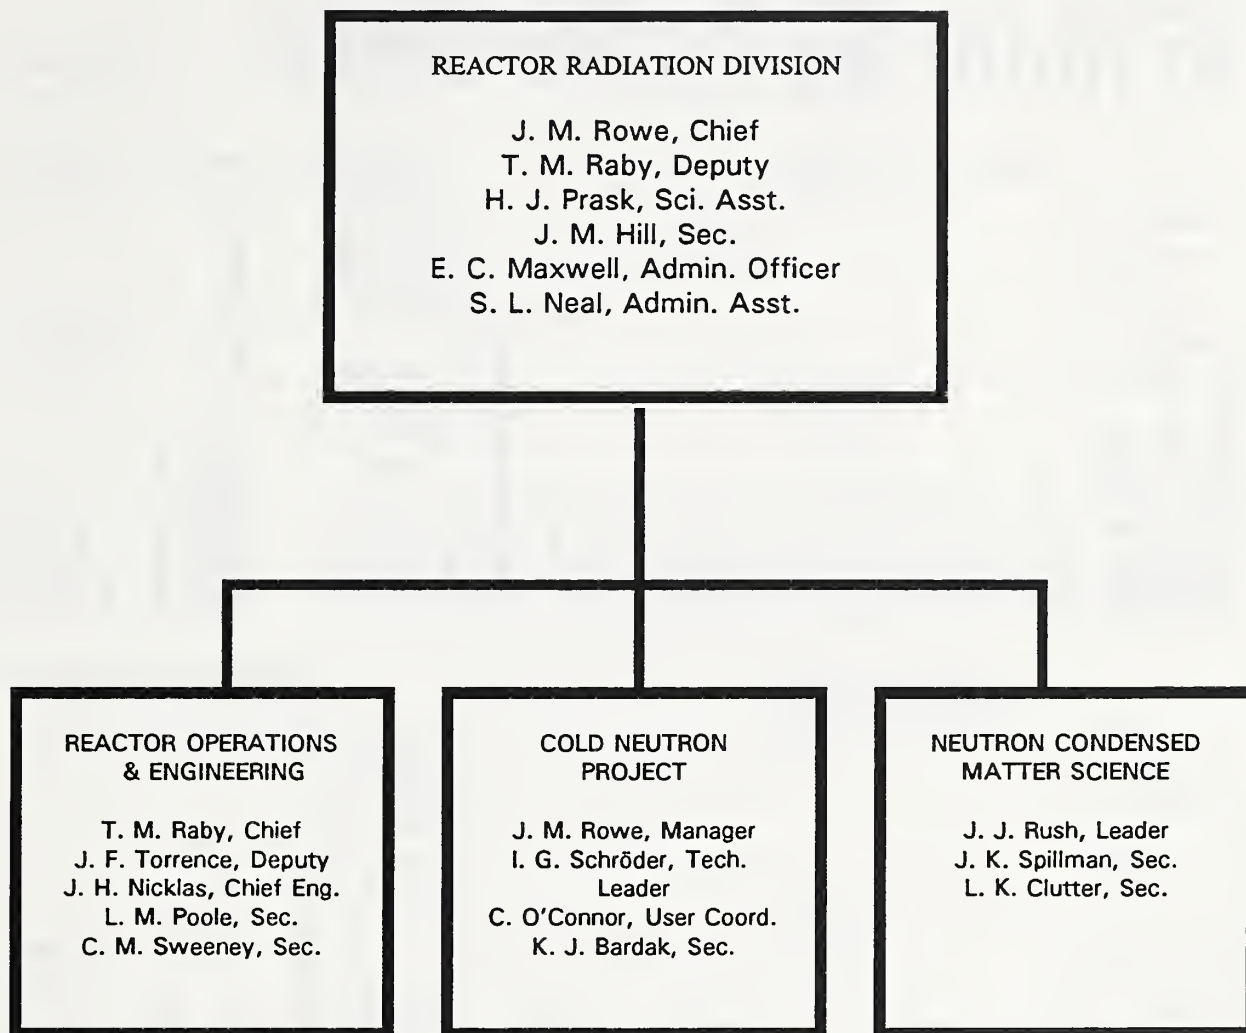 REACTOR RADIATION DIVISION
J. M. Rowe, Chief
T. M. Raby, Deputy
H. J. Prask, Sci. Asst.
J. M. Hill, Sec.
E. C. Maxwell, Admin. Officer
S. L. Neal, Admin. Asst.
REACTOR OPERATIONS
& ENGINEERING
T. M. Raby, Chief
J. F. Torrence, Deputy
J. H. Nicklas, Chief Eng.
L. M. Poole, Sec.
C. M. Sweeney, Sec.
COLD NEUTRON
PROJECT
J. M. Rowe, Manager
I. G. Schröder, Tech.
Leader
C. O'Connor, User Coord.
K. J. Bardak, Sec.
NEUTRON CONDENSED
MATTER SCIENCE
J. J. Rush, Leader
J. K. Spillman, Sec.
L. K. Clutter, Sec.